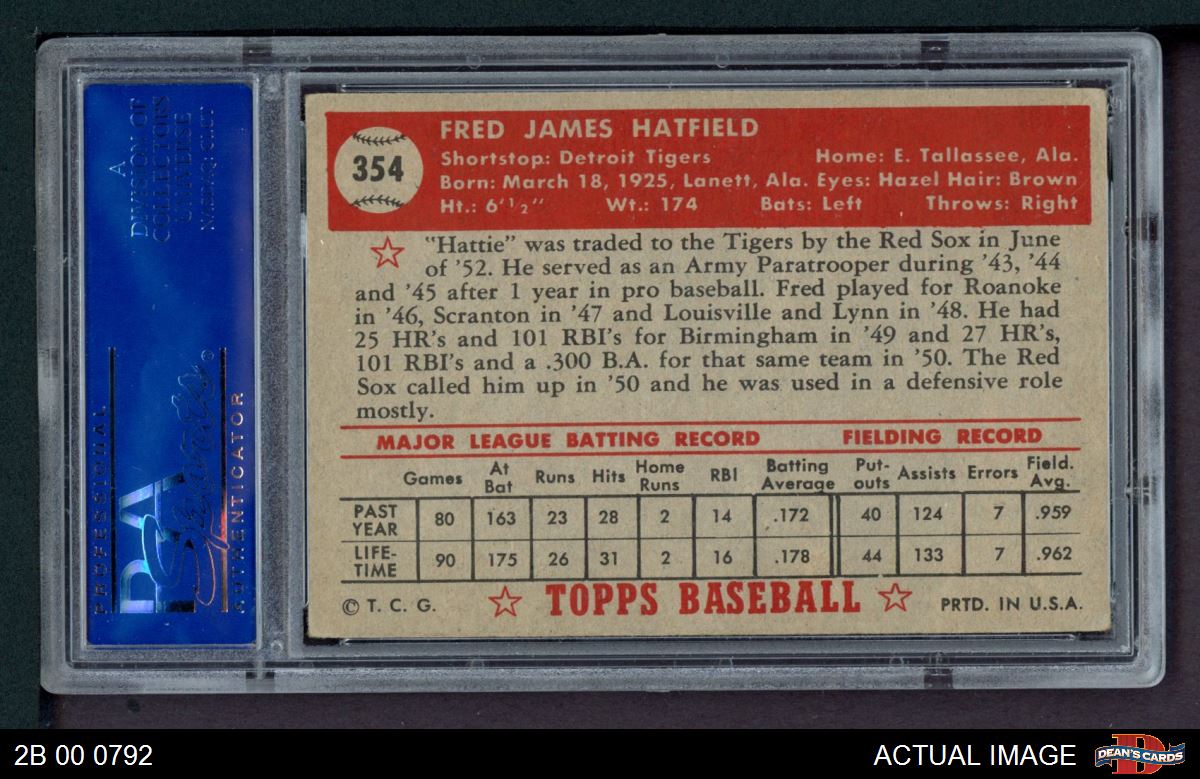 A
DIVISION OF
COLLECTORS
UNIVERSE
NASDAQ: CLCT
PROFESSIONAL
PSA
AUTHENTICATOR
354
FRED JAMES HATFIELD
Shortstop: Detroit Tigers Home: E. Tallassee, Ala.
Born: March 18, 1925, Lanett, Ala. Eyes: Hazel Hair: Brown
Ht.: 6'1/2'' Wt.: 174 Bats: Left Throws: Right
"Hattie" was traded to the Tigers by the Red Sox in June
of '52. He served as an Army Paratrooper during '43, '44
and '45 after 1 year in pro baseball. Fred played for Roanoke
in '46, Scranton in '47 and Louisville and Lynn in '48. He had
25 HR's and 101 RBI's for Birmingham in '49 and 27 HR's,
101 RBI's and a .300 B.A. for that same team in '50. The Red
Sox called him up in '50 and he was used in a defensive role
mostly.
MAJOR LEAGUE BATTING RECORD FIELDING RECORD
Games At Bat Runs Hits Home Runs RBI Batting Average Put-outs Assists Errors Field. Avg.
PAST YEAR 80 163 23 28 2 14 .172 40 124 7 .959
LIFE-TIME 90 175 26 31 2 16 .178 44 133 7 .962
© T. C. G. TOPPS BASEBALL PRTD. IN U.S.A.
2B 00 0792 ACTUAL IMAGE DEAN'S CARDS